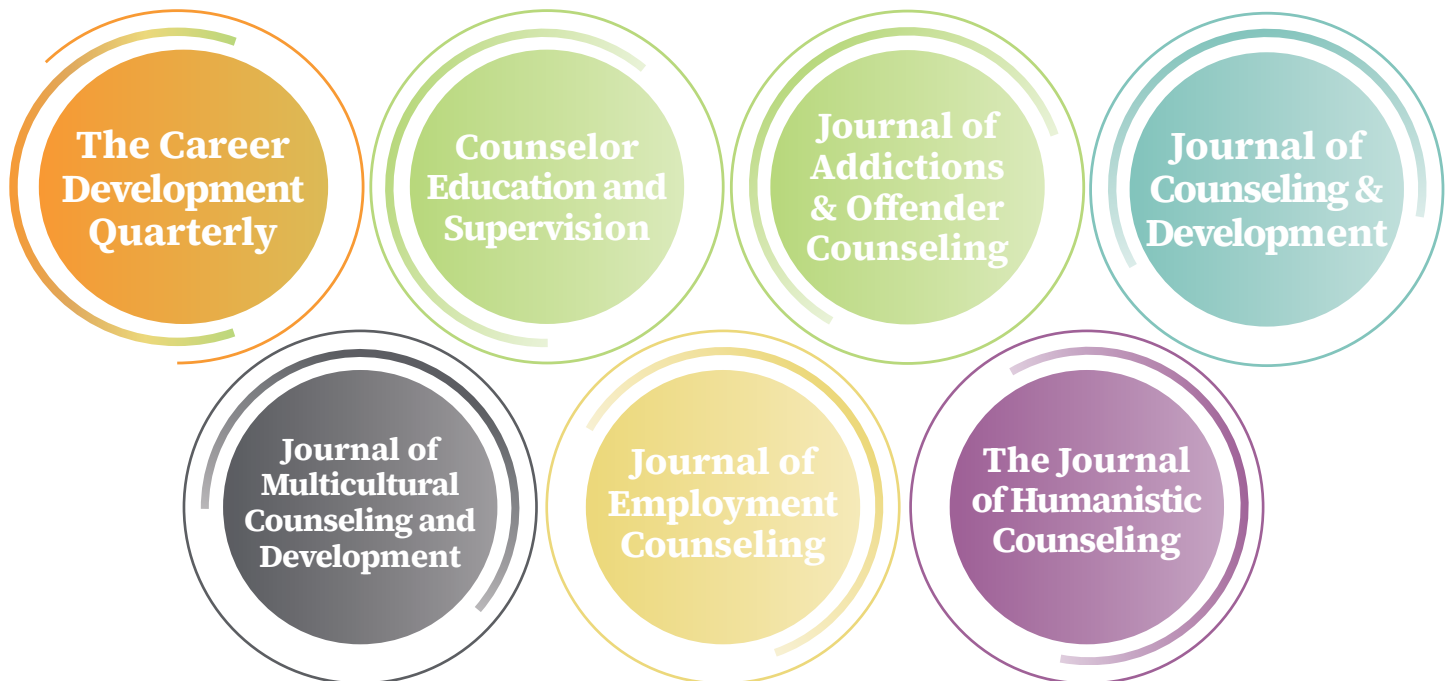 The Career
Development
Quarterly
Counselor
Education and
Supervision
Journal of
Addictions
& Offender
Counseling
Journal of
Counseling &
Development
Journal of
Multicultural
Counseling and
Development
Journal of
Employment
Counseling
The Journal
of Humanistic
Counseling